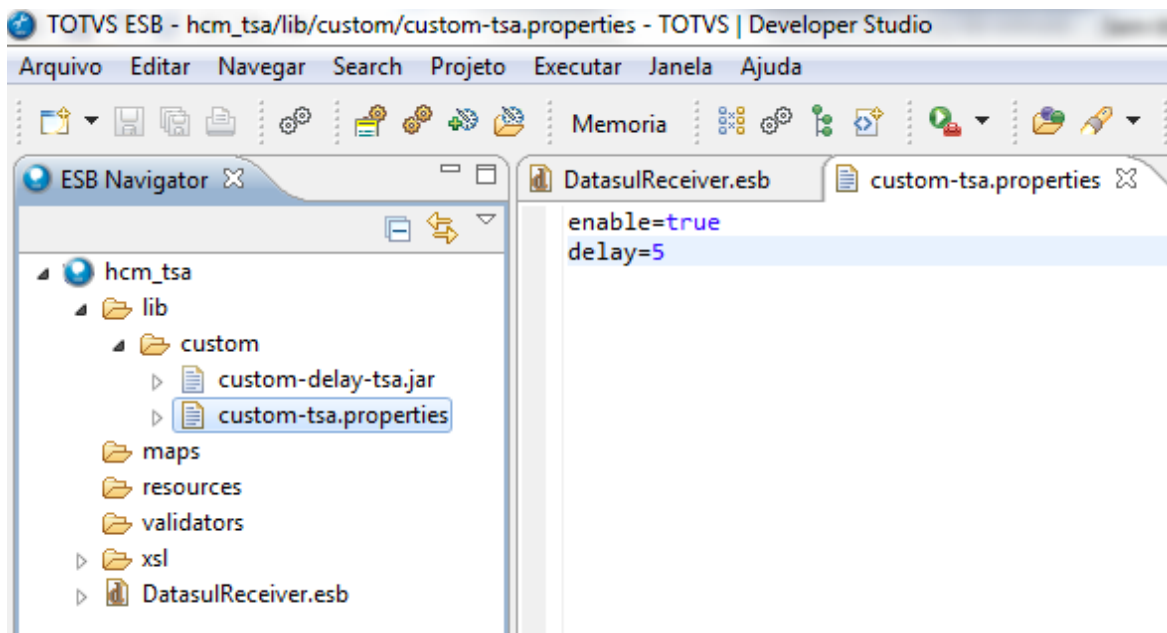 TOTVS ESB - hcm_tsa/lib/custom/custom-tsa.properties - TOTVS | Developer Studio
Arquivo Editar Navegar Search Projeto Executar Janela Ajuda
Memoria
ESB Navigator
DatasulReceiver.esb
custom-tsa.properties
enable=true
delay=5
hcm_tsa
lib
custom
custom-delay-tsa.jar
custom-tsa.properties
maps
resources
validators
xsl
DatasulReceiver.esb